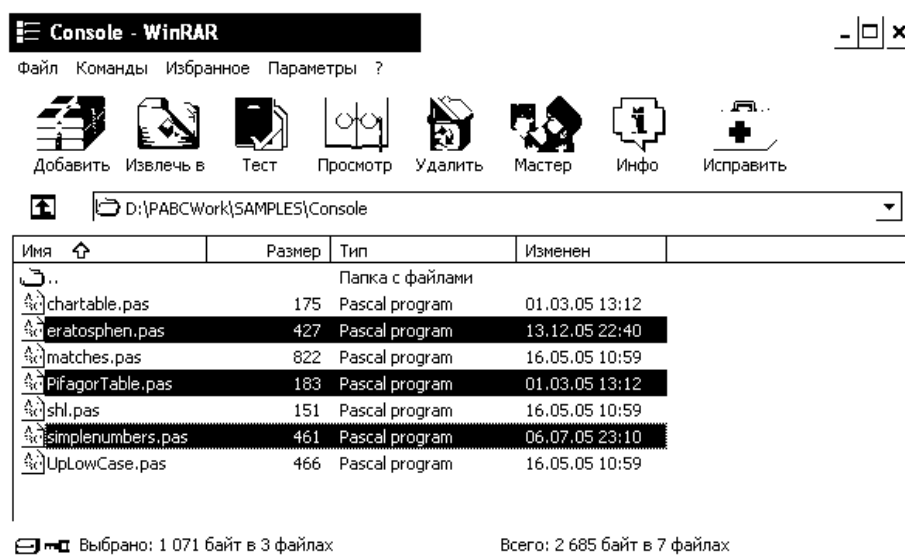 Console - WinRAR
Файл Команды Избранное Параметры ?
Добавить Извлечь в Тест Просмотр Удалить Мастер Инфо Исправить
D:\PABCWork\SAMPLES\Console
Имя Размер Тип Изменен
.. Папка с файлами
chartable.pas 175 Pascal program 01.03.05 13:12
eratosphen.pas 427 Pascal program 13.12.05 22:40
matches.pas 822 Pascal program 16.05.05 10:59
PifagorTable.pas 183 Pascal program 01.03.05 13:12
shl.pas 151 Pascal program 16.05.05 10:59
simplenumbers.pas 461 Pascal program 06.07.05 23:10
UpLowCase.pas 466 Pascal program 16.05.05 10:59
Выбрано: 1 071 байт в 3 файлах Всего: 2 685 байт в 7 файлах